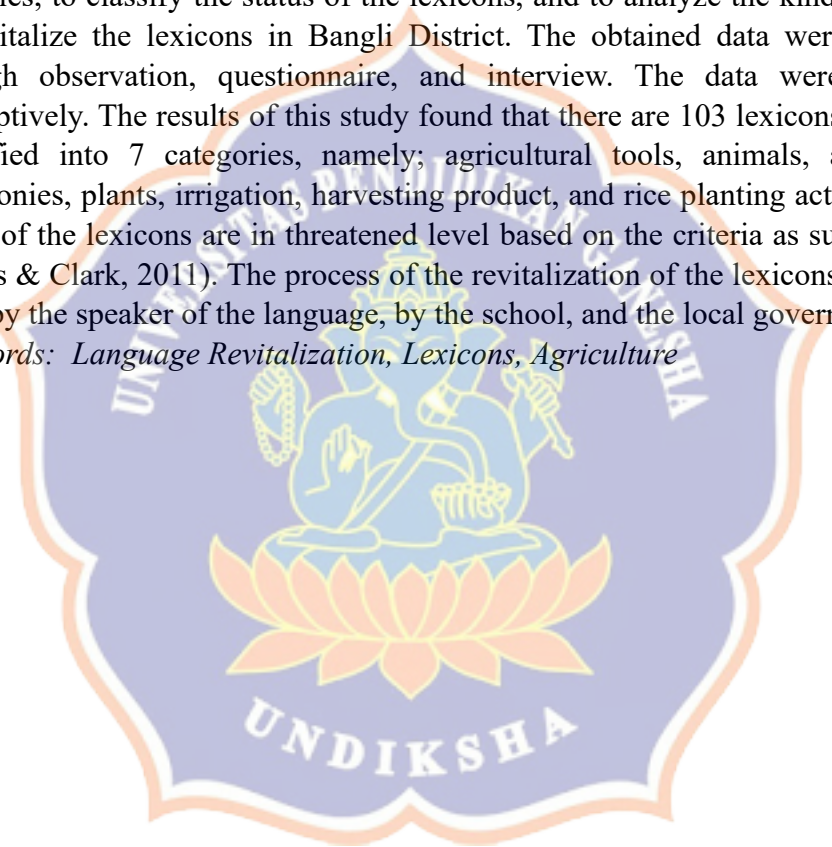 ies, to classify the status of the lexicons, and to analyze the kind
italize the lexicons in Bangli District. The obtained data wer
gh observation, questionnaire, and interview. The data were
ptively. The results of this study found that there are 103 lexicons
fied into 7 categories, namely; agricultural tools, animals, a
onies, plants, irrigation, harvesting product, and rice planting act
of the lexicons are in threatened level based on the criteria as su
s & Clark, 2011). The process of the revitalization of the lexicons
by the speaker of the language, by the school, and the local govern
ords: Language Revitalization, Lexicons, Agriculture
UNIVERSITAS PENDIDIKAN GANESHA
UNDIKSHA